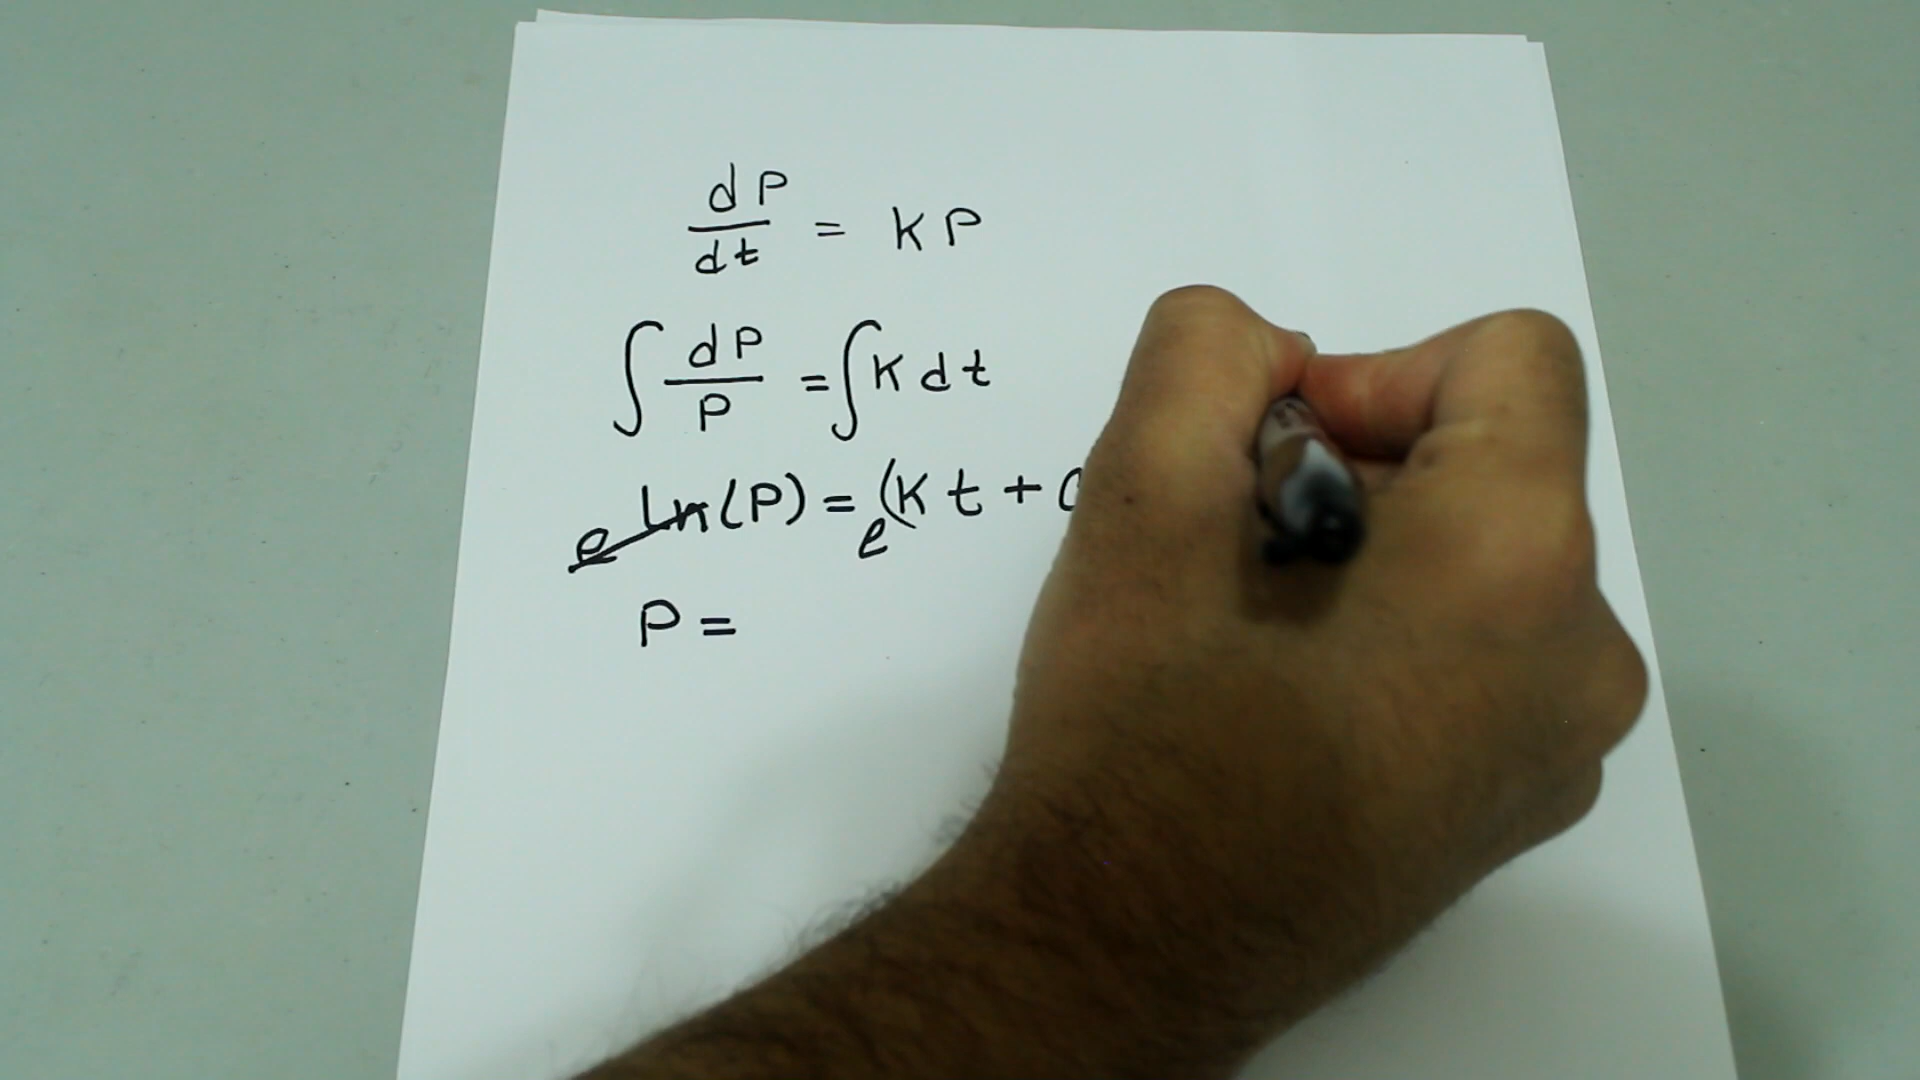 dP/dt = KP
∫ dP/P = ∫ K dt
e^ln(P) = e^(Kt + C
P =